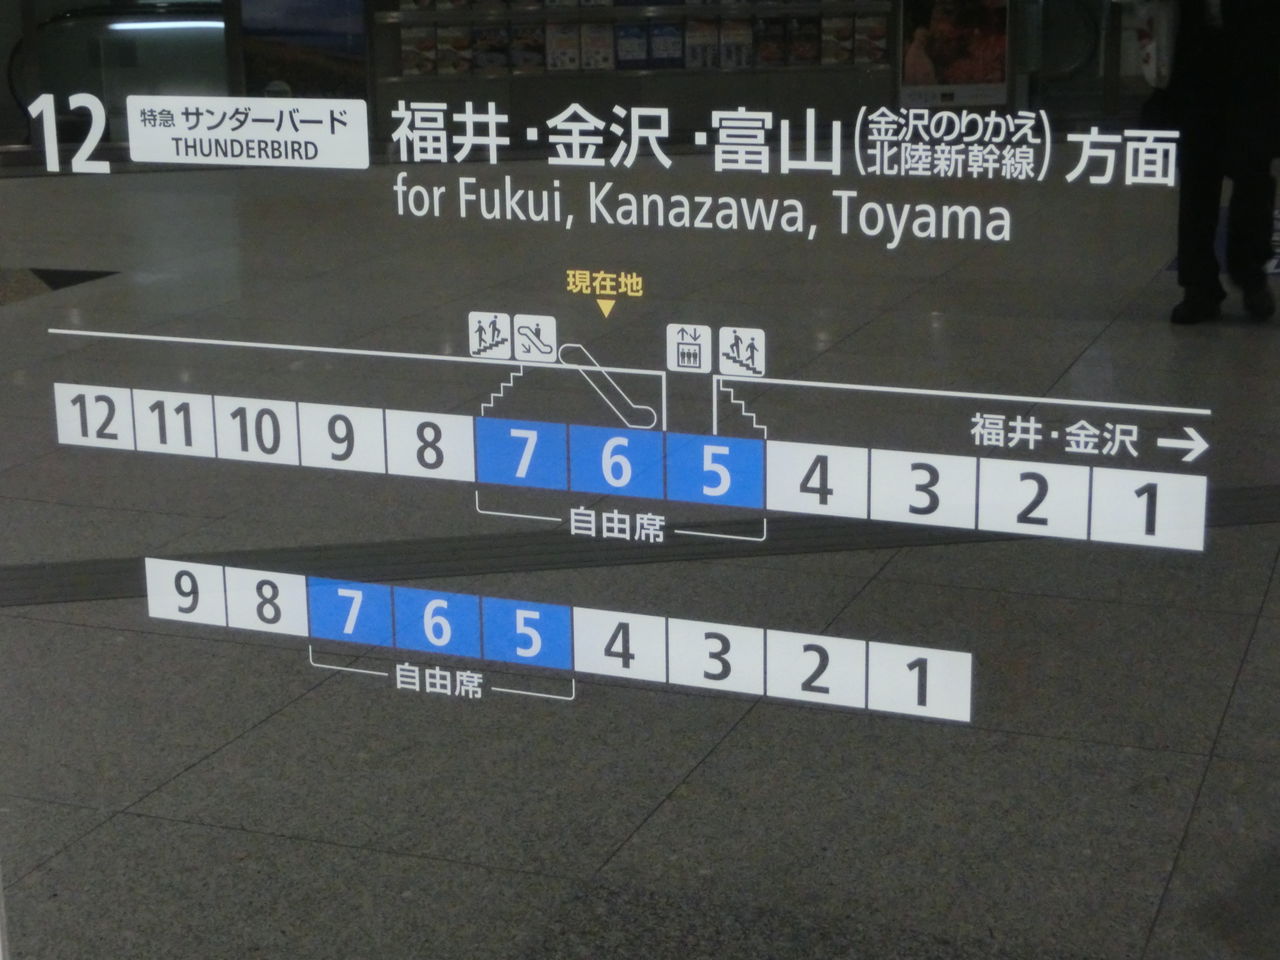 12 特急 サンダーバード 福井・金沢・富山(金沢のりかえ 北陸新幹線)方面
THUNDERBIRD
for Fukui, Kanazawa, Toyama
現在地
福井・金沢 →
12 11 10 9 8 7 6 5 4 3 2 1
自由席
9 8 7 6 5 4 3 2 1
自由席